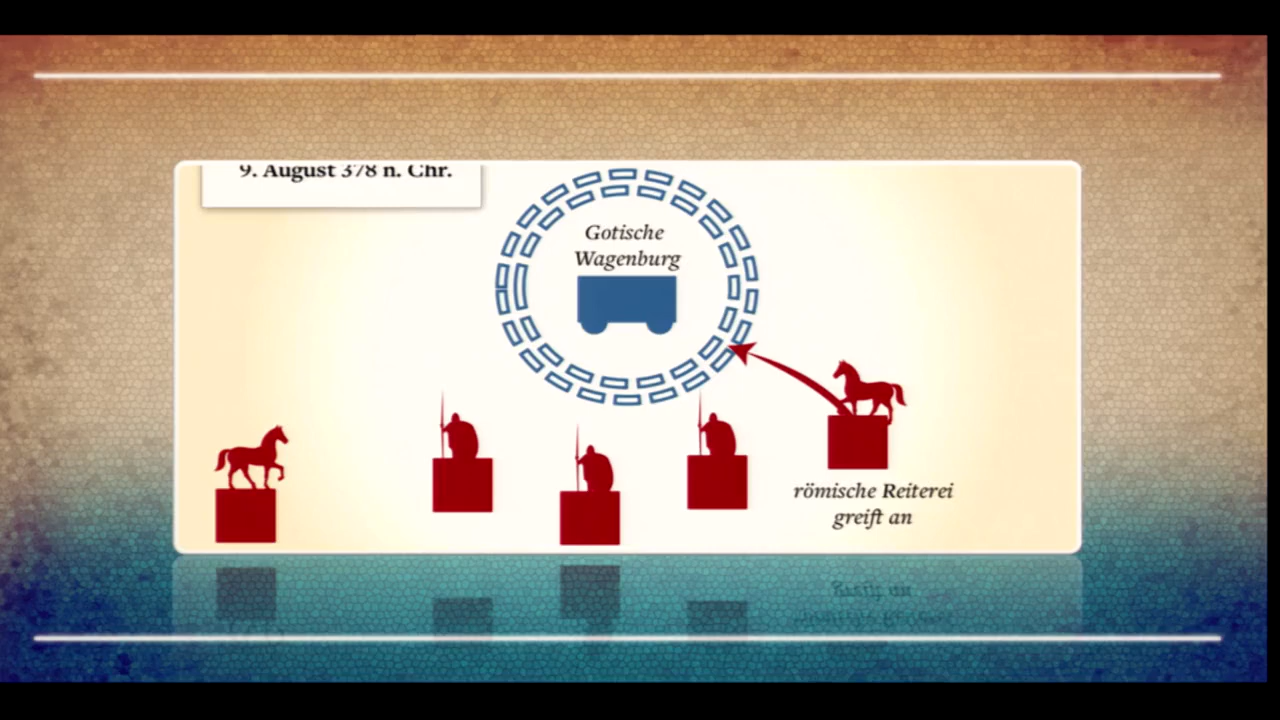 9. August 378 n. Chr.
Gotische
Wagenburg
römische Reiterei
greift an